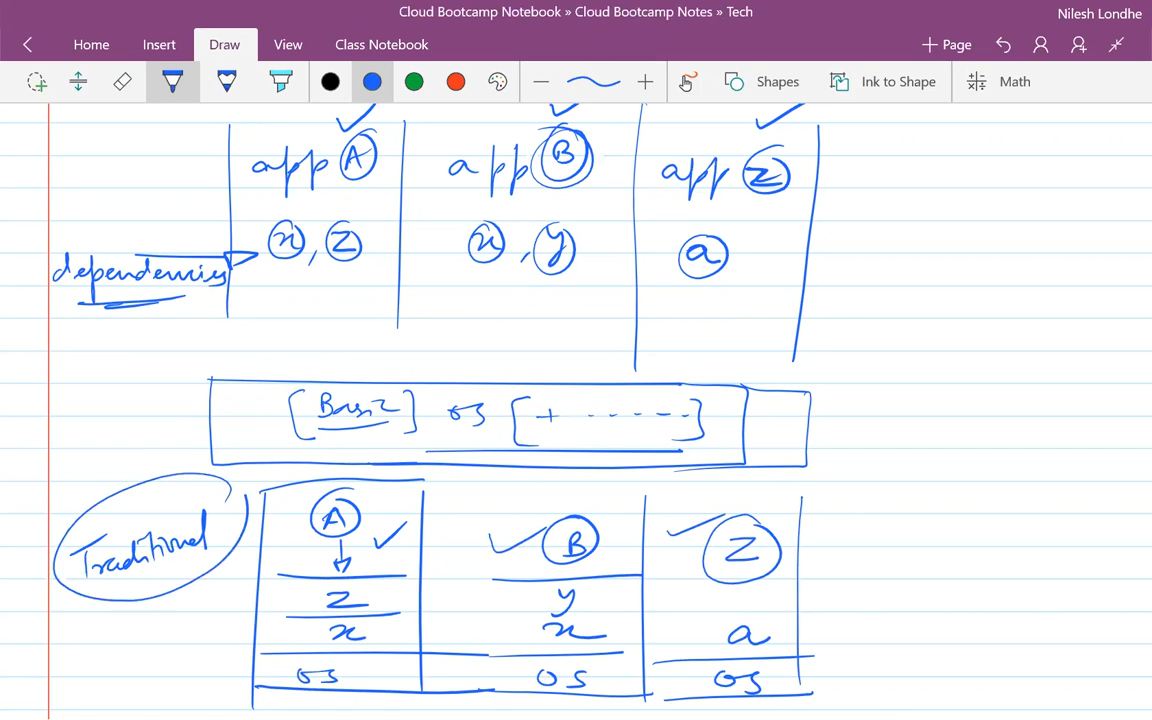 Cloud Bootcamp Notebook » Cloud Bootcamp Notes » Tech
Nilesh Londhe
Home Insert Draw View Class Notebook
Page
Shapes Ink to Shape Math
app A app B app Z
x, z x, y a
dependencies
[Basic] OS [+ ------]
Traditional
A B Z
z y
x x a
OS OS OS